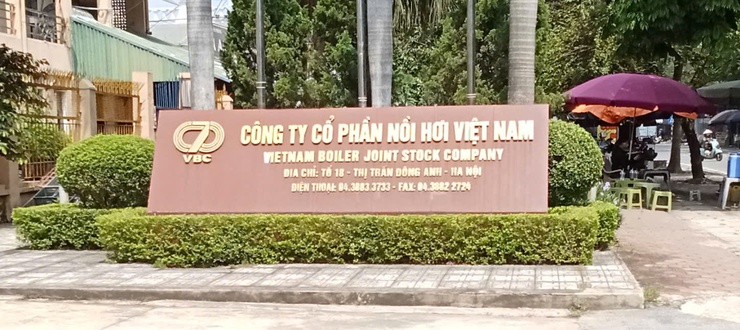 CÔNG TY CỔ PHẦN NỒI HƠI VIỆT NAM
VIETNAM BOILER JOINT STOCK COMPANY
VBC
ĐỊA CHỈ: TỔ 18 - THỊ TRẤN ĐÔNG ANH - HÀ NỘI
ĐIỆN THOẠI: 04.3883 3733 - FAX: 04.3882 2724